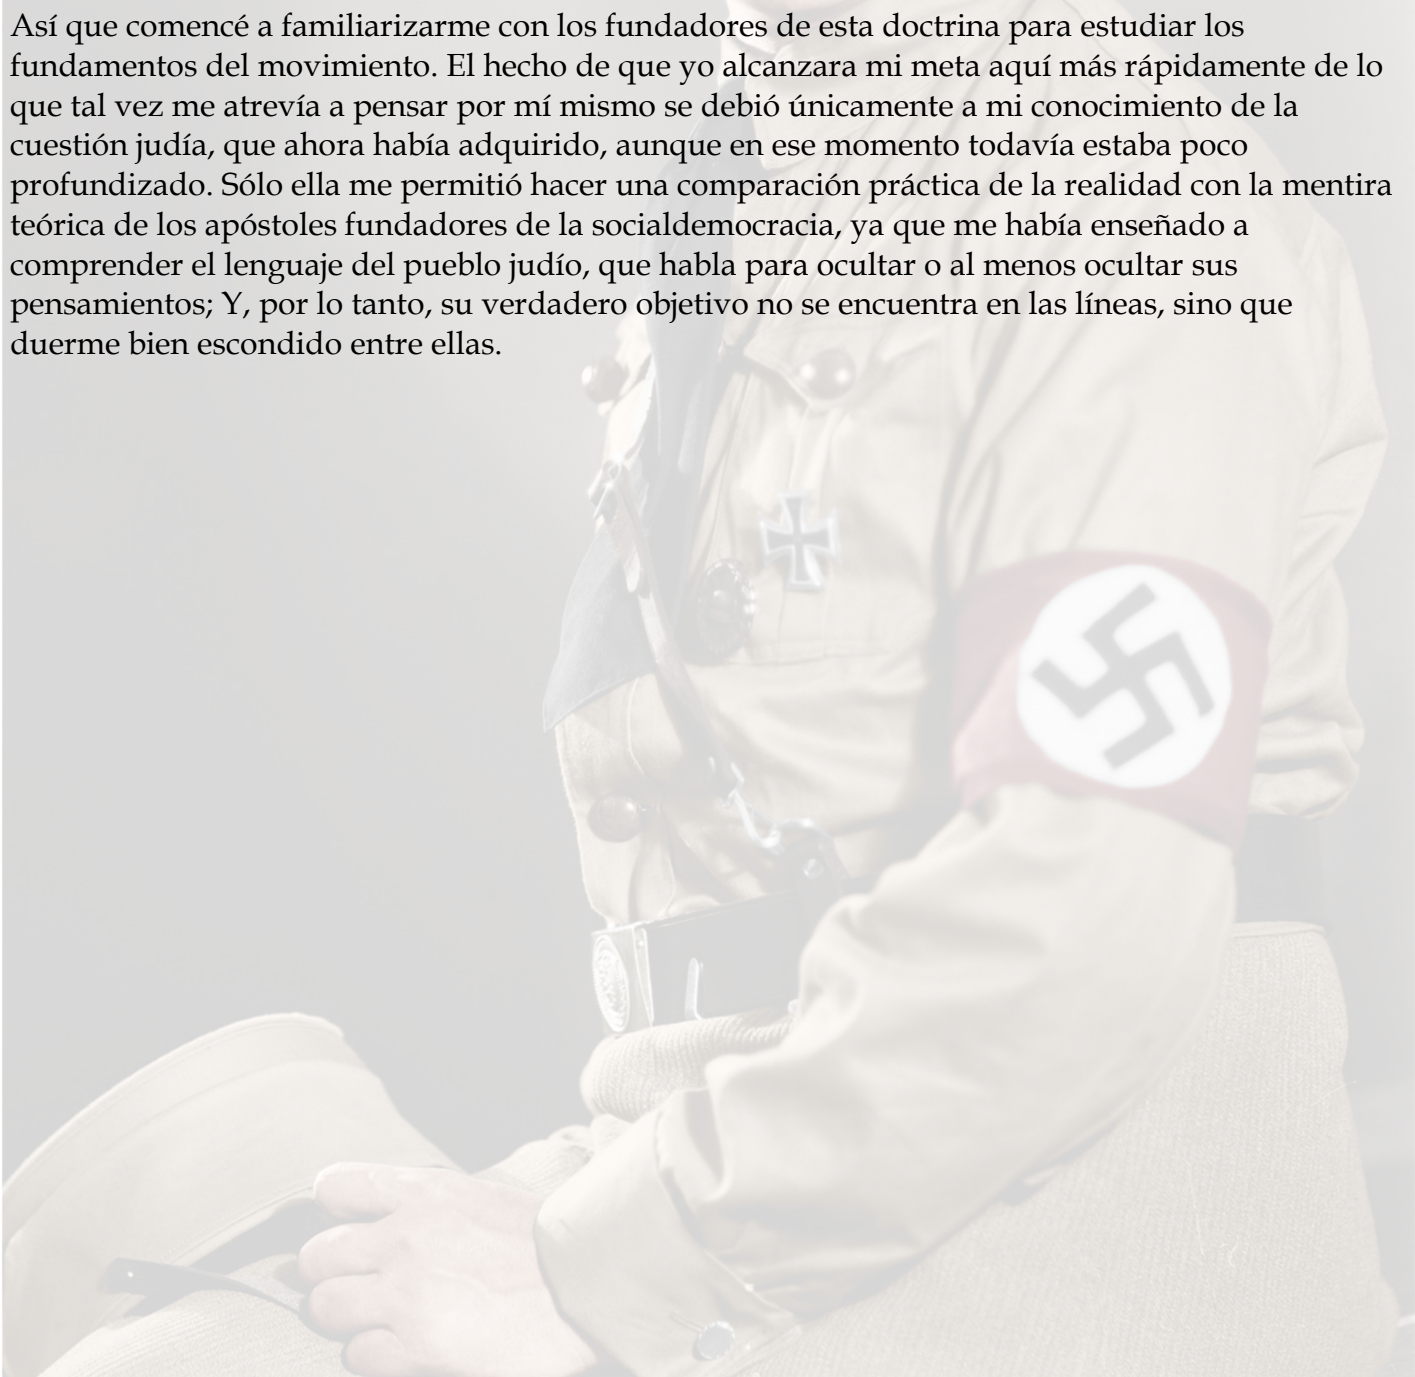 Así que comencé a familiarizarme con los fundadores de esta doctrina para estudiar los
fundamentos del movimiento. El hecho de que yo alcanzara mi meta aquí más rápidamente de lo
que tal vez me atrevía a pensar por mí mismo se debió únicamente a mi conocimiento de la
cuestión judía, que ahora había adquirido, aunque en ese momento todavía estaba poco
profundizado. Sólo ella me permitió hacer una comparación práctica de la realidad con la mentira
teórica de los apóstoles fundadores de la socialdemocracia, ya que me había enseñado a
comprender el lenguaje del pueblo judío, que habla para ocultar o al menos ocultar sus
pensamientos; Y, por lo tanto, su verdadero objetivo no se encuentra en las líneas, sino que
duerme bien escondido entre ellas.